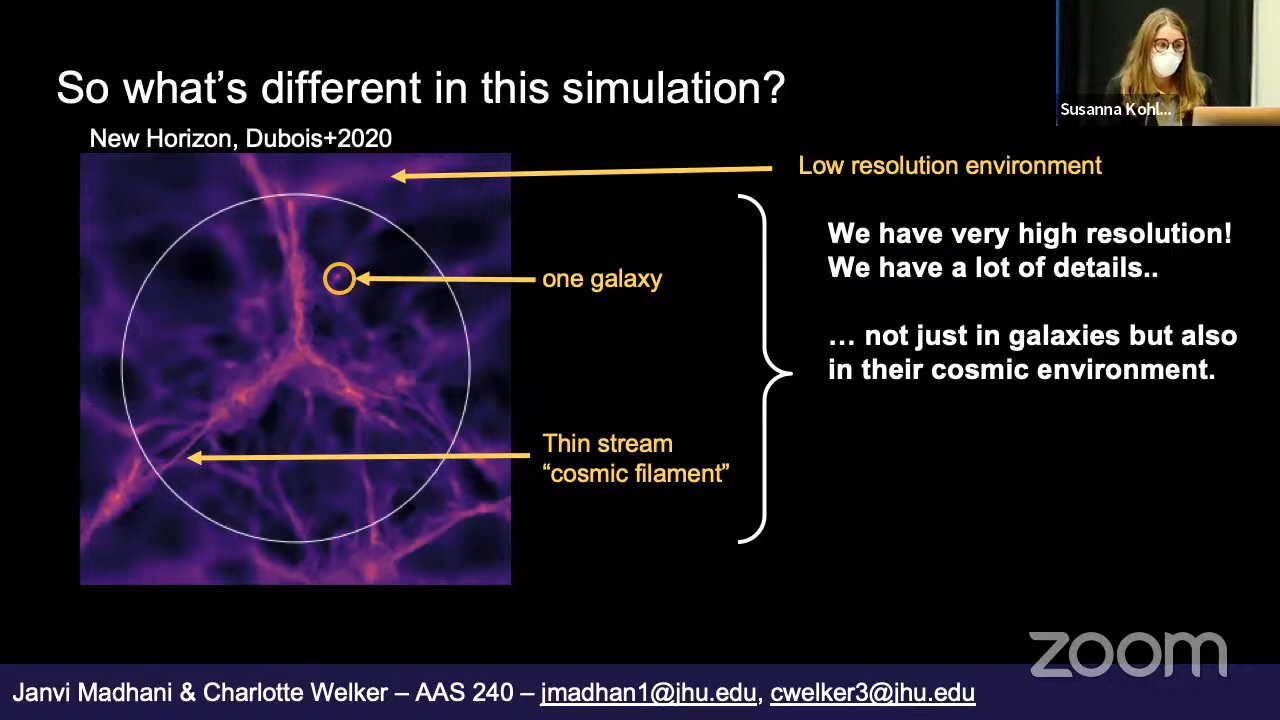 So what’s different in this simulation?
New Horizon, Dubois+2020
Susanna Kohl...
Low resolution environment
We have very high resolution!
We have a lot of details..
one galaxy
… not just in galaxies but also
in their cosmic environment.
Thin stream
“cosmic filament”
zoom
Janvi Madhani & Charlotte Welker – AAS 240 – jmadhan1@jhu.edu, cwelker3@jhu.edu